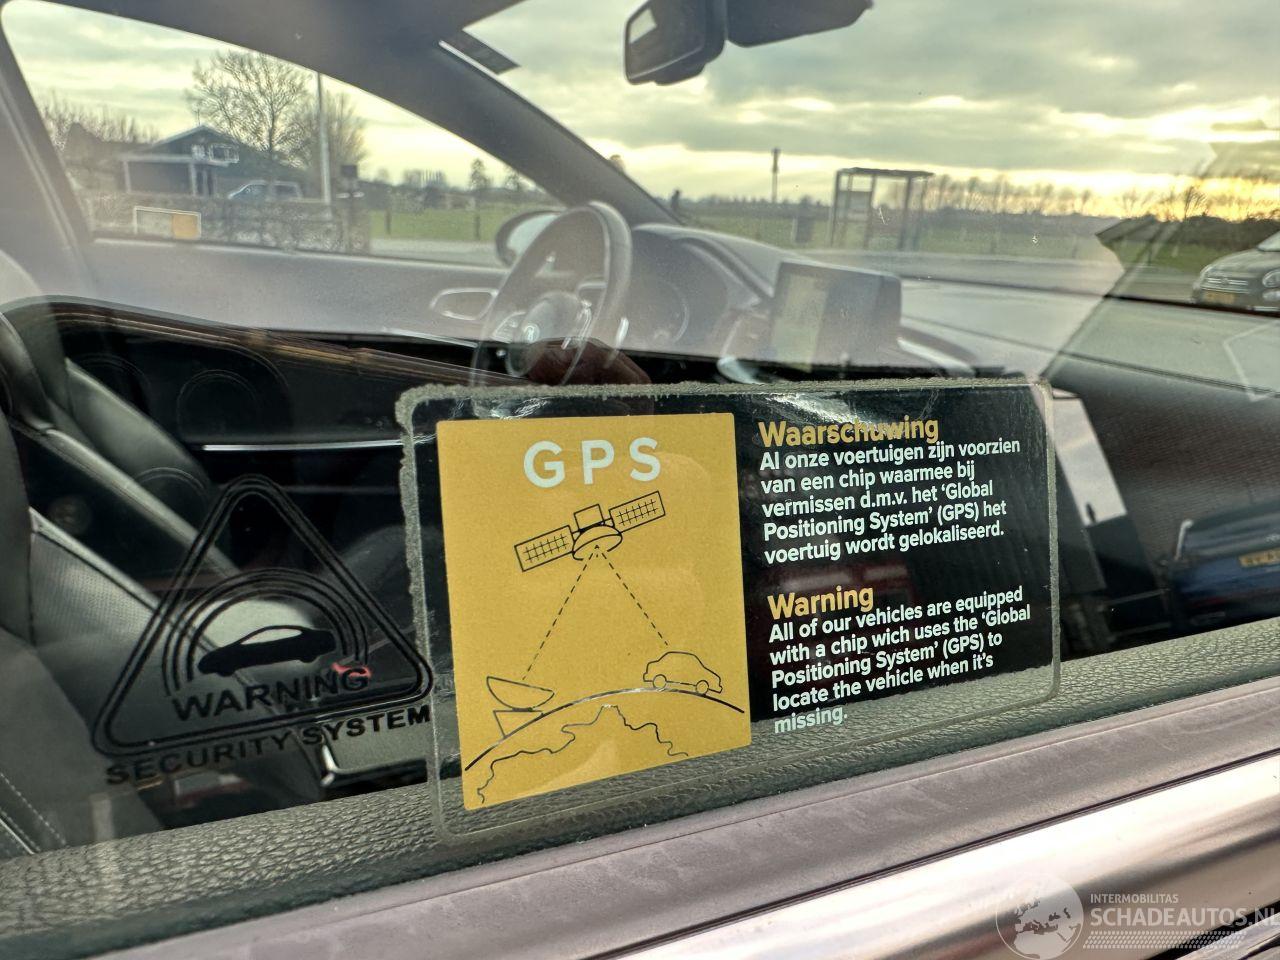 GPS
Waarschuwing
Al onze voertuigen zijn voorzien
van een chip waarmee bij
vermissen d.m.v. het ‘Global
Positioning System’ (GPS) het
voertuig wordt gelokaliseerd.
Warning
All of our vehicles are equipped
with a chip wich uses the ‘Global
Positioning System’ (GPS) to
locate the vehicle when it's
missing.
WARNING
SECURITY SYSTEM
INTERMOBILITAS
SCHADEAUTOS.NL